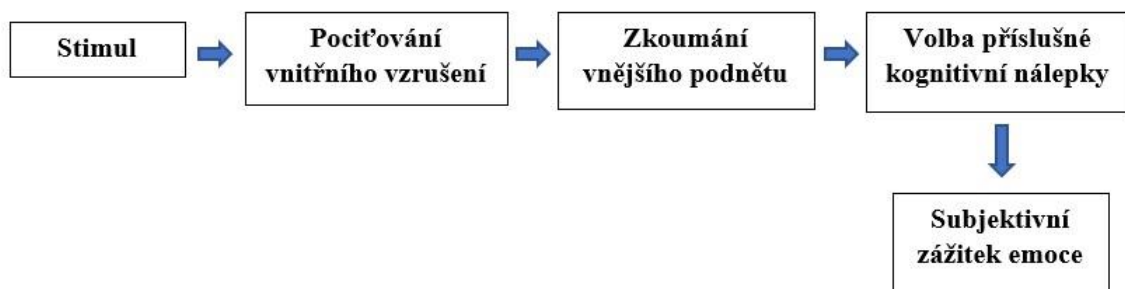 Stimul
Pociťování
vnitřního vzrušení
Zkoumání
vnějšího podnětu
Volba příslušné
kognitivní nálepky
Subjektivní
zážitek emoce